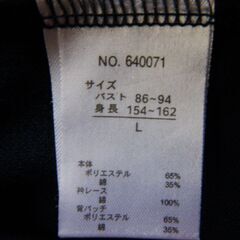 NO. 640071
サイズ
バスト 86~94
身長 154~162
L
本体
ポリエステル 65%
綿 35%
衿レース
綿 100%
背パッチ
ポリエステル 65%
綿 35%